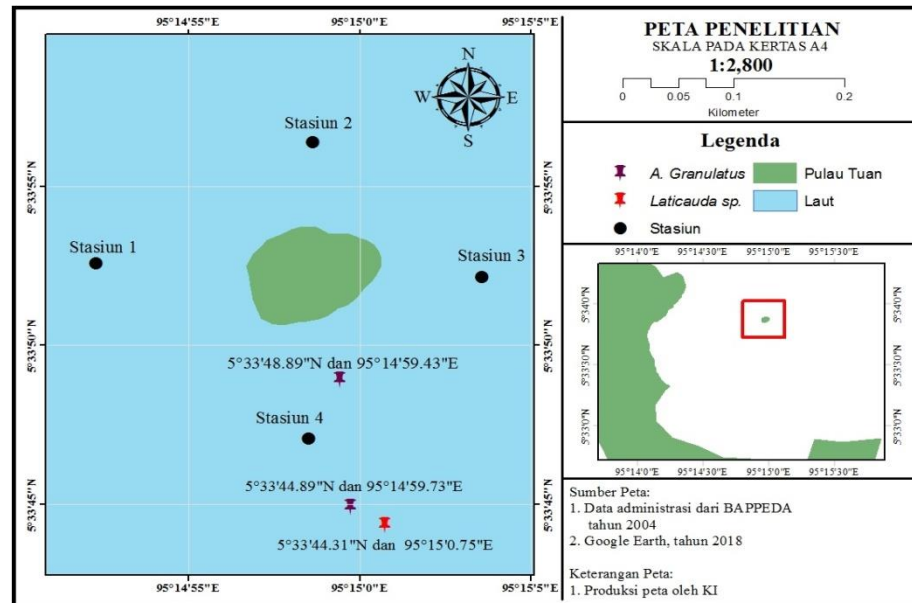 95°14'55"E 95°15'0"E 95°15'5"E
N
W E
S
Stasiun 2
5°33'55"N 5°33'55"N
Stasiun 1
Stasiun 3
5°33'50"N 5°33'50"N
5°33'48.89"N dan 95°14'59.43"E
Stasiun 4
5°33'44.89"N dan 95°14'59.73"E
5°33'45"N 5°33'45"N
5°33'44.31"N dan 95°15'0.75"E
95°14'55"E 95°15'0"E 95°15'5"E
PETA PENELITIAN
SKALA PADA KERTAS A4
1:2,800
0 0.05 0.1 0.2
Kilometer
Legenda
A. Granulatus Pulau Tuan
Laticauda sp. Laut
Stasiun
95°14'0"E 95°14'30"E 95°15'0"E 95°15'30"E
5°34'0"N 5°34'0"N
5°33'30"N 5°33'30"N
5°33'0"N 5°33'0"N
95°14'0"E 95°14'30"E 95°15'0"E 95°15'30"E
Sumber Peta:
1. Data administrasi dari BAPPEDA
tahun 2004
2. Google Earth, tahun 2018
Keterangan Peta:
1. Produksi peta oleh KI